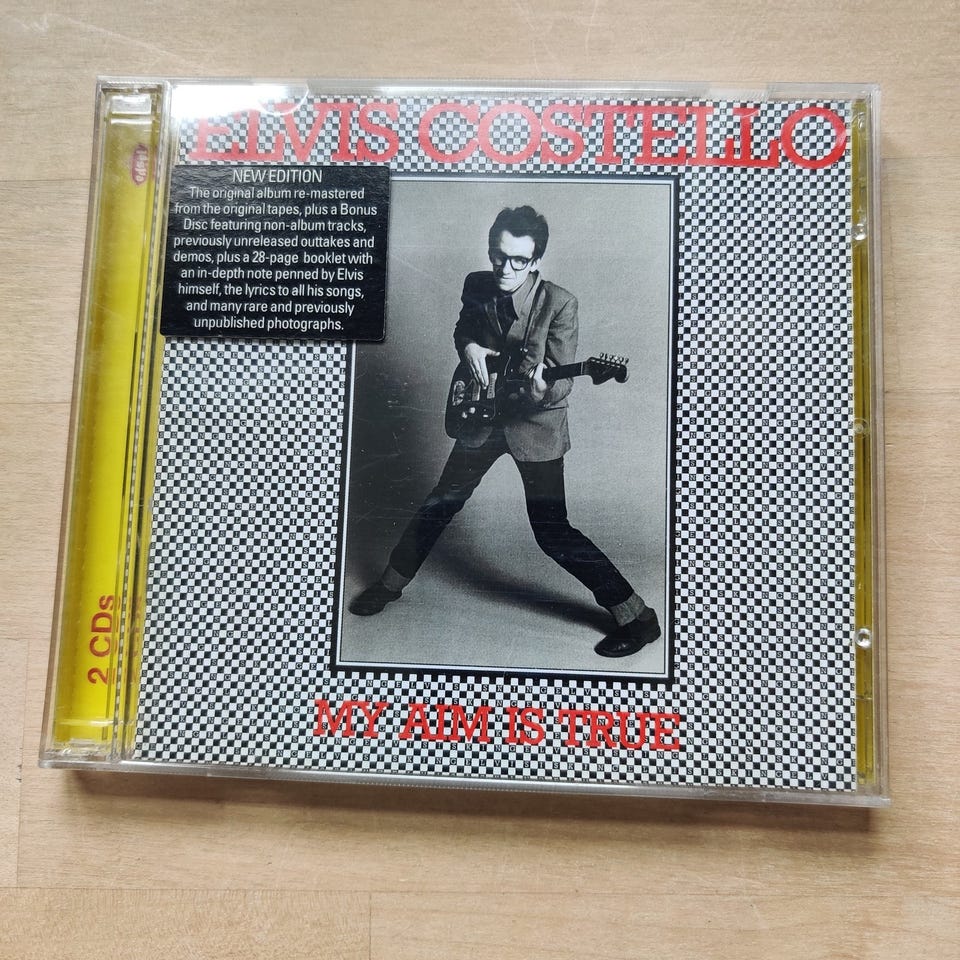 ELVIS COSTELLO
NEW EDITION
The original album re-mastered
from the original tapes, plus a Bonus
Disc featuring non-album tracks,
previously unreleased outtakes and
demos, plus a 28-page booklet with
an in-depth note penned by Elvis
himself, the lyrics to all his songs,
and many rare and previously
unpublished photographs.
2 CDs
MY AIM IS TRUE